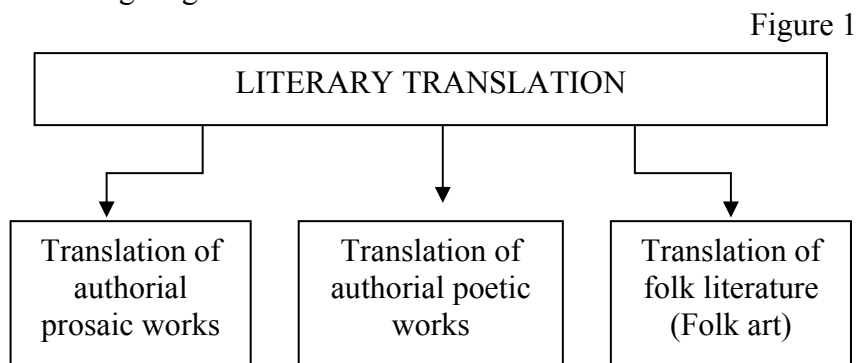 Figure 1
LITERARY TRANSLATION
Translation of
authorial
prosaic works
Translation of
authorial poetic
works
Translation of
folk literature
(Folk art)